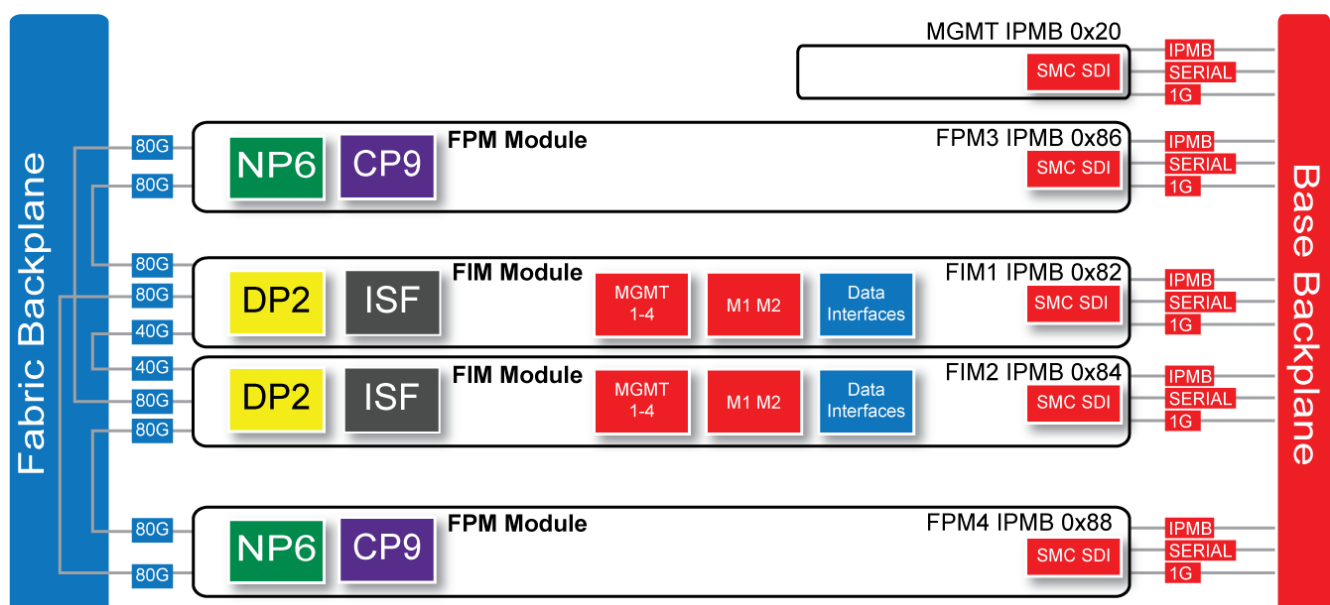 Fabric Backplane
Base Backplane
MGMT IPMB 0x20
SMC SDI
IPMB
SERIAL
1G
80G
80G
NP6
CP9
FPM Module
FPM3 IPMB 0x86
SMC SDI
IPMB
SERIAL
1G
80G
80G
40G
DP2
ISF
FIM Module
MGMT
1-4
M1 M2
Data
Interfaces
FIM1 IPMB 0x82
SMC SDI
IPMB
SERIAL
1G
40G
80G
80G
DP2
ISF
FIM Module
MGMT
1-4
M1 M2
Data
Interfaces
FIM2 IPMB 0x84
SMC SDI
IPMB
SERIAL
1G
80G
80G
NP6
CP9
FPM Module
FPM4 IPMB 0x88
SMC SDI
IPMB
SERIAL
1G